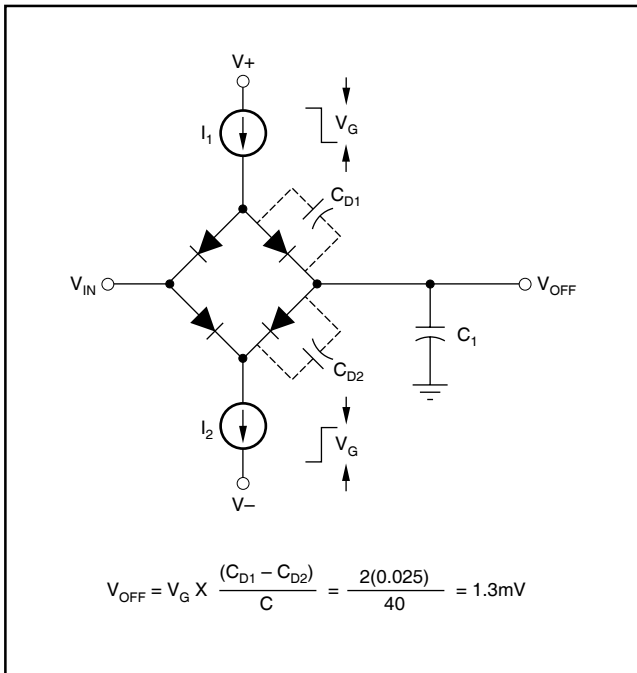 V+
I1
VG
CD1
VIN
VOFF
C1
CD2
I2
VG
V–
VOFF = VG X (CD1 – CD2) / C = 2(0.025) / 40 = 1.3mV